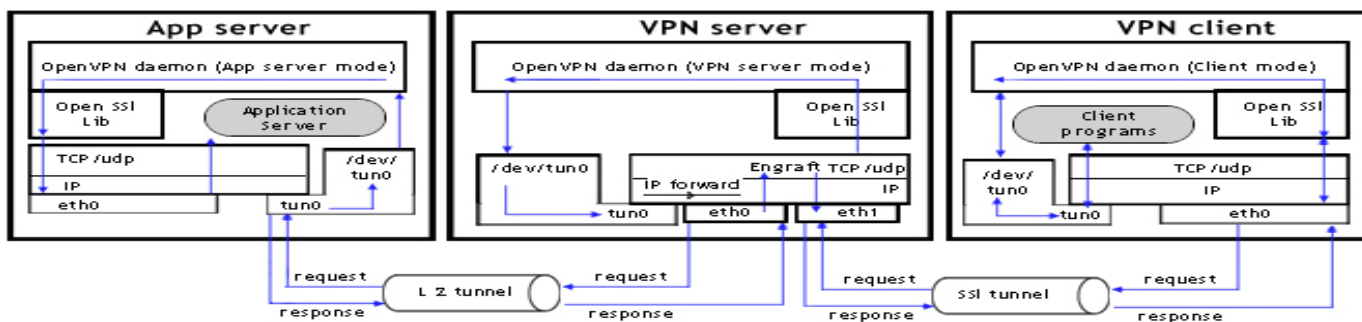 App server
OpenVPN daemon (App server mode)
Open SSl
Lib
Application
Server
TCP/udp
IP
eth0
/dev/
tun0
tun0
VPN server
OpenVPN daemon (VPN server mode)
Open SSl
Lib
/dev/tun0
tun0
Engraft TCP/udp
IP forward
IP
eth0
eth1
VPN client
OpenVPN daemon (Client mode)
Client
programs
Open SSl
Lib
/dev/
tun0
tun0
TCP/udp
IP
eth0
request
L 2 tunnel
request
response
response
request
SSl tunnel
request
response
response